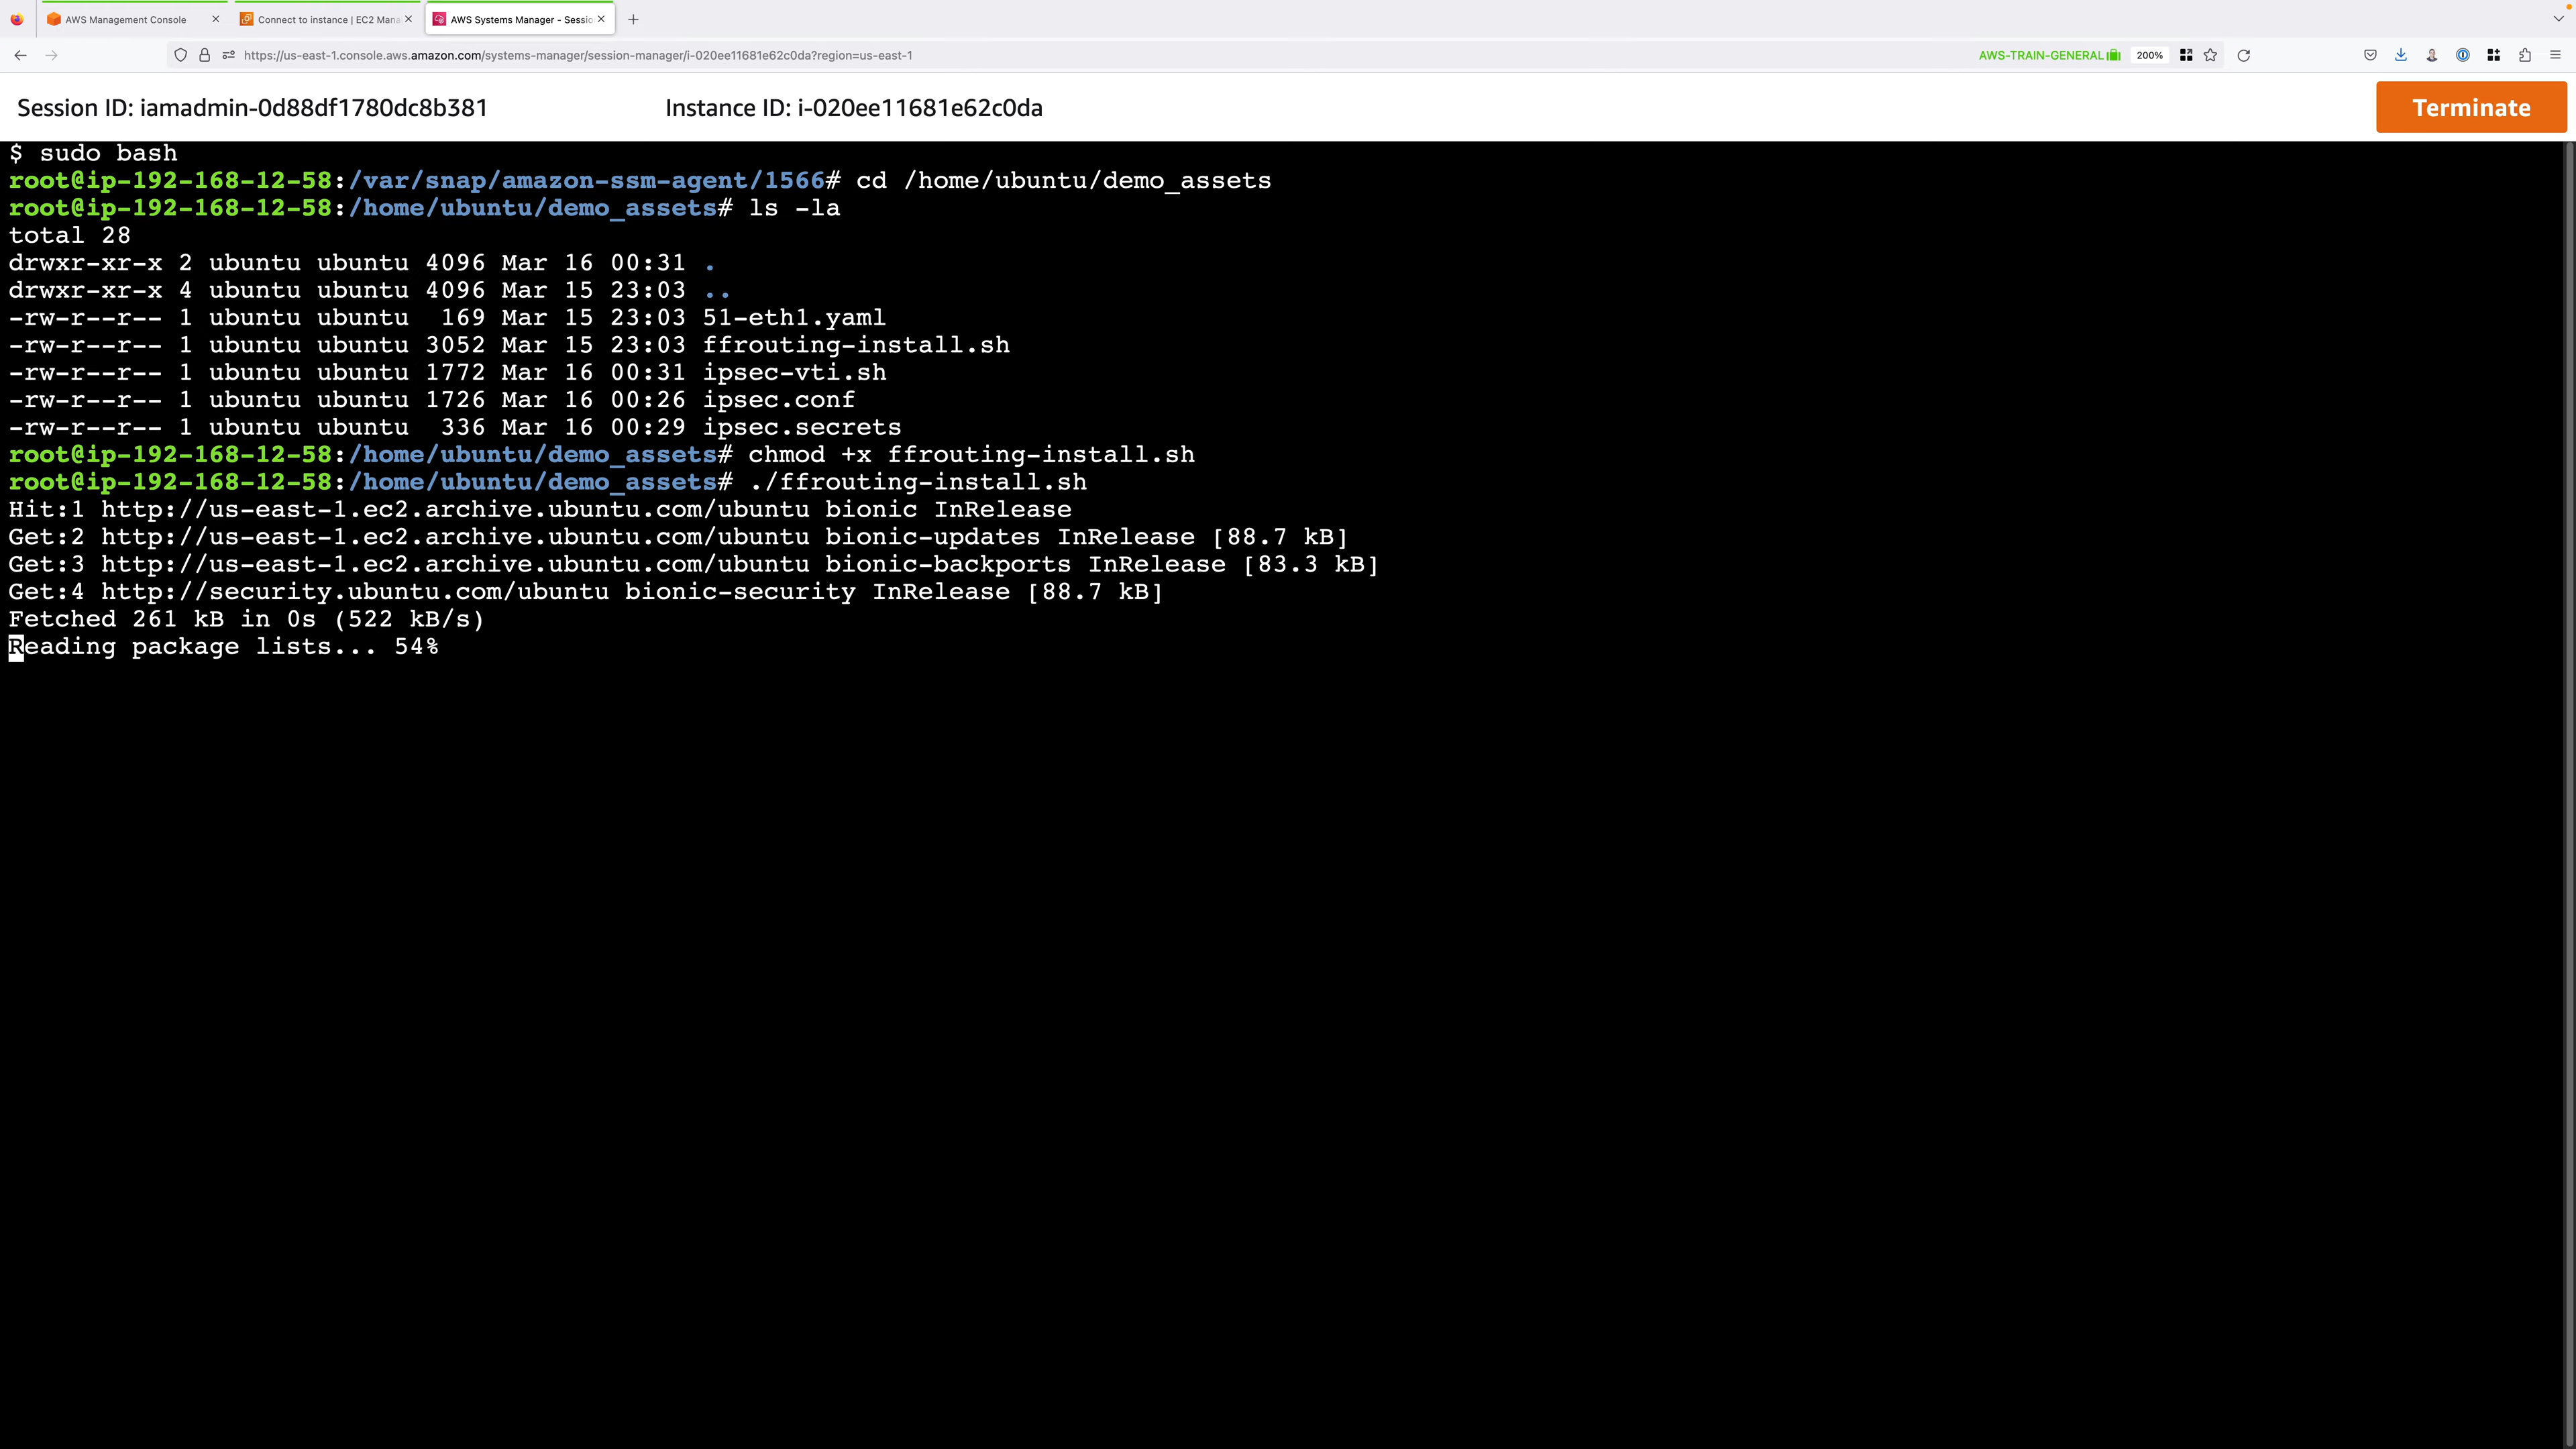 AWS Management Console
Connect to instance | EC2 Mana
AWS Systems Manager - Sessio
https://us-east-1.console.aws.amazon.com/systems-manager/session-manager/i-020ee11681e62c0da?region=us-east-1
AWS-TRAIN-GENERAL
200%
Session ID: iamadmin-0d88df1780dc8b381
Instance ID: i-020ee11681e62c0da
Terminate
$ sudo bash
root@ip-192-168-12-58:/var/snap/amazon-ssm-agent/1566# cd /home/ubuntu/demo_assets
root@ip-192-168-12-58:/home/ubuntu/demo_assets# ls -la
total 28
drwxr-xr-x 2 ubuntu ubuntu 4096 Mar 16 00:31 .
drwxr-xr-x 4 ubuntu ubuntu 4096 Mar 15 23:03 ..
-rw-r--r-- 1 ubuntu ubuntu  169 Mar 15 23:03 51-eth1.yaml
-rw-r--r-- 1 ubuntu ubuntu 3052 Mar 15 23:03 ffrouting-install.sh
-rw-r--r-- 1 ubuntu ubuntu 1772 Mar 16 00:31 ipsec-vti.sh
-rw-r--r-- 1 ubuntu ubuntu 1726 Mar 16 00:26 ipsec.conf
-rw-r--r-- 1 ubuntu ubuntu  336 Mar 16 00:29 ipsec.secrets
root@ip-192-168-12-58:/home/ubuntu/demo_assets# chmod +x ffrouting-install.sh
root@ip-192-168-12-58:/home/ubuntu/demo_assets# ./ffrouting-install.sh
Hit:1 http://us-east-1.ec2.archive.ubuntu.com/ubuntu bionic InRelease
Get:2 http://us-east-1.ec2.archive.ubuntu.com/ubuntu bionic-updates InRelease [88.7 kB]
Get:3 http://us-east-1.ec2.archive.ubuntu.com/ubuntu bionic-backports InRelease [83.3 kB]
Get:4 http://security.ubuntu.com/ubuntu bionic-security InRelease [88.7 kB]
Fetched 261 kB in 0s (522 kB/s)
Reading package lists... 54%